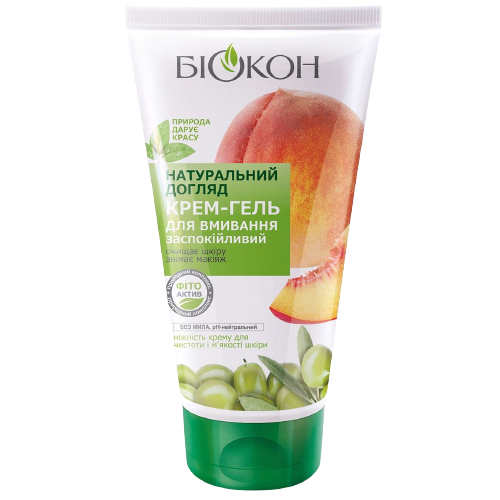 БІОКОН
ПРИРОДА
ДАРУЄ
КРАСУ
НАТУРАЛЬНИЙ
ДОГЛЯД
КРЕМ-ГЕЛЬ
ДЛЯ ВМИВАННЯ
заспокійливий
очищає шкіру
знімає макіяж
ФІТО
АКТИВ
БЕЗ МИЛА, pH-нейтральний
ніжність крему для
чистоти і м'якості шкіри